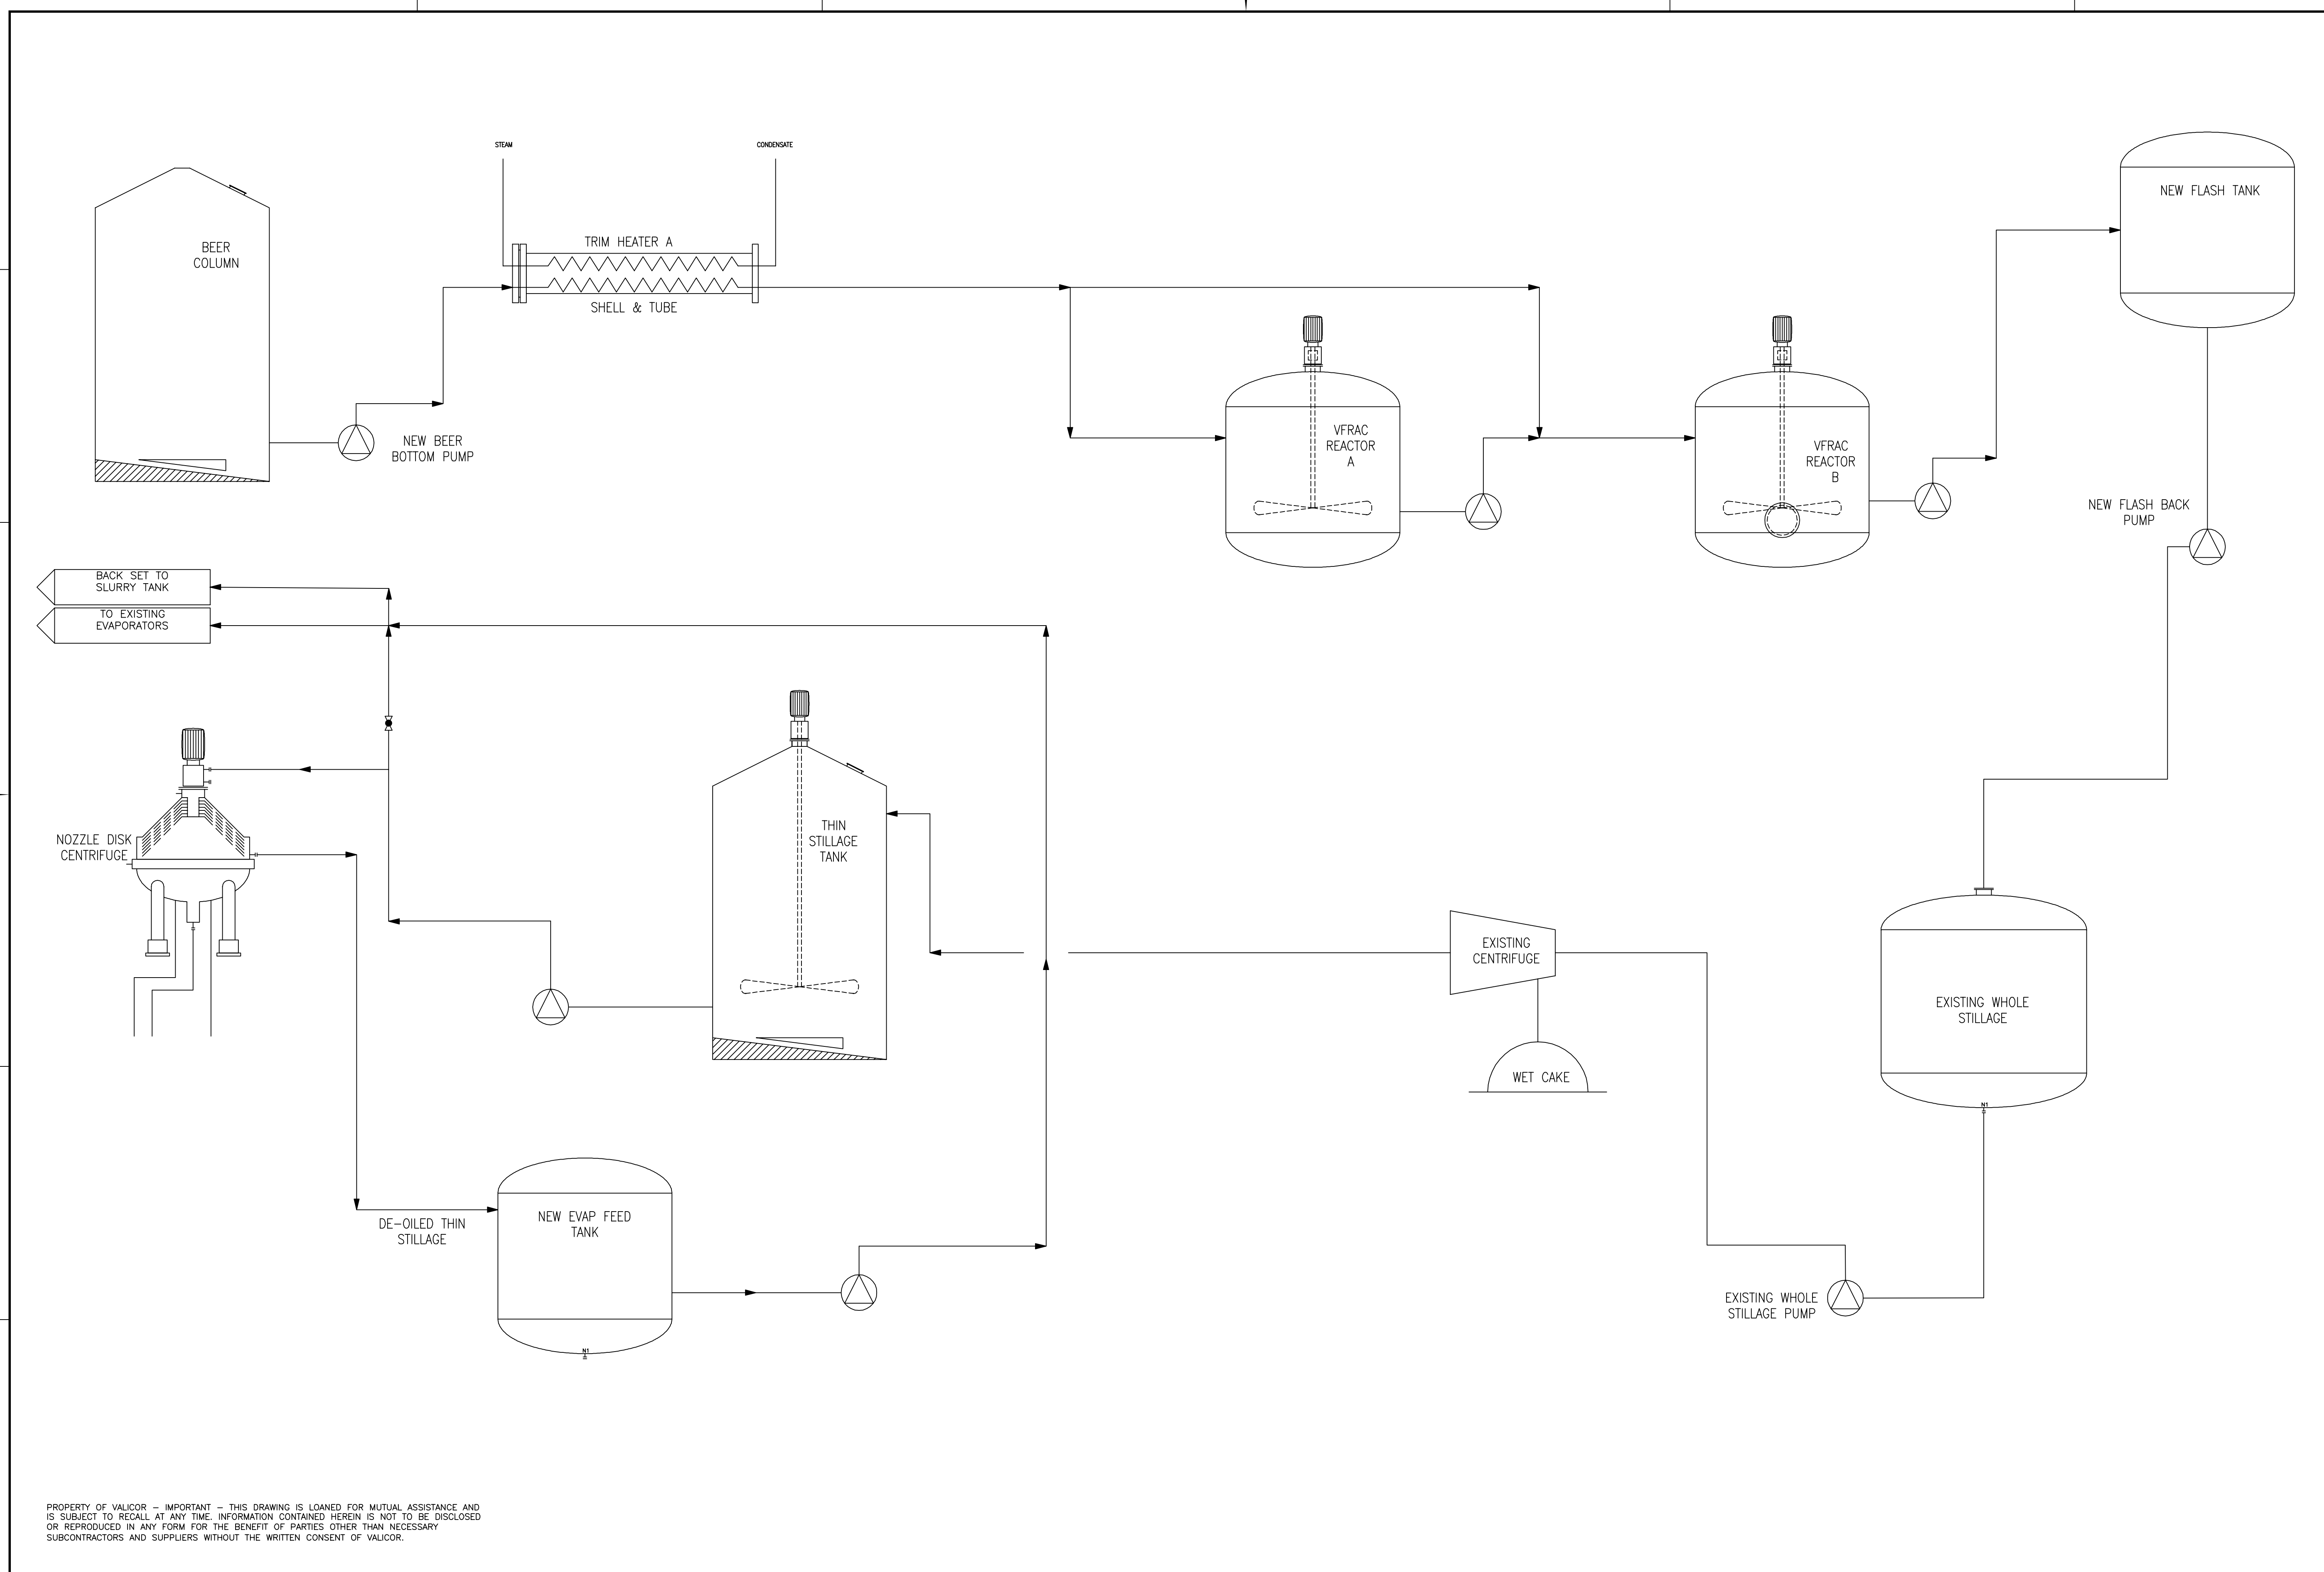 STEAM
CONDENSATE
NEW FLASH TANK
TRIM HEATER A
BEER
COLUMN
SHELL & TUBE
VFRAC
REACTOR
A
VFRAC
REACTOR
B
NEW BEER
BOTTOM PUMP
NEW FLASH BACK
PUMP
BACK SET TO
SLURRY TANK
TO EXISTING
EVAPORATORS
NOZZLE DISK
CENTRIFUGE
THIN
STILLAGE
TANK
EXISTING
CENTRIFUGE
EXISTING WHOLE
STILLAGE
WET CAKE
N1
DE-OILED THIN
STILLAGE
NEW EVAP FEED
TANK
EXISTING WHOLE
STILLAGE PUMP
N1
PROPERTY OF VALICOR – IMPORTANT – THIS DRAWING IS LOANED FOR MUTUAL ASSISTANCE AND
IS SUBJECT TO RECALL AT ANY TIME. INFORMATION CONTAINED HEREIN IS NOT TO BE DISCLOSED
OR REPRODUCED IN ANY FORM FOR THE BENEFIT OF PARTIES OTHER THAN NECESSARY
SUBCONTRACTORS AND SUPPLIERS WITHOUT THE WRITTEN CONSENT OF VALICOR.